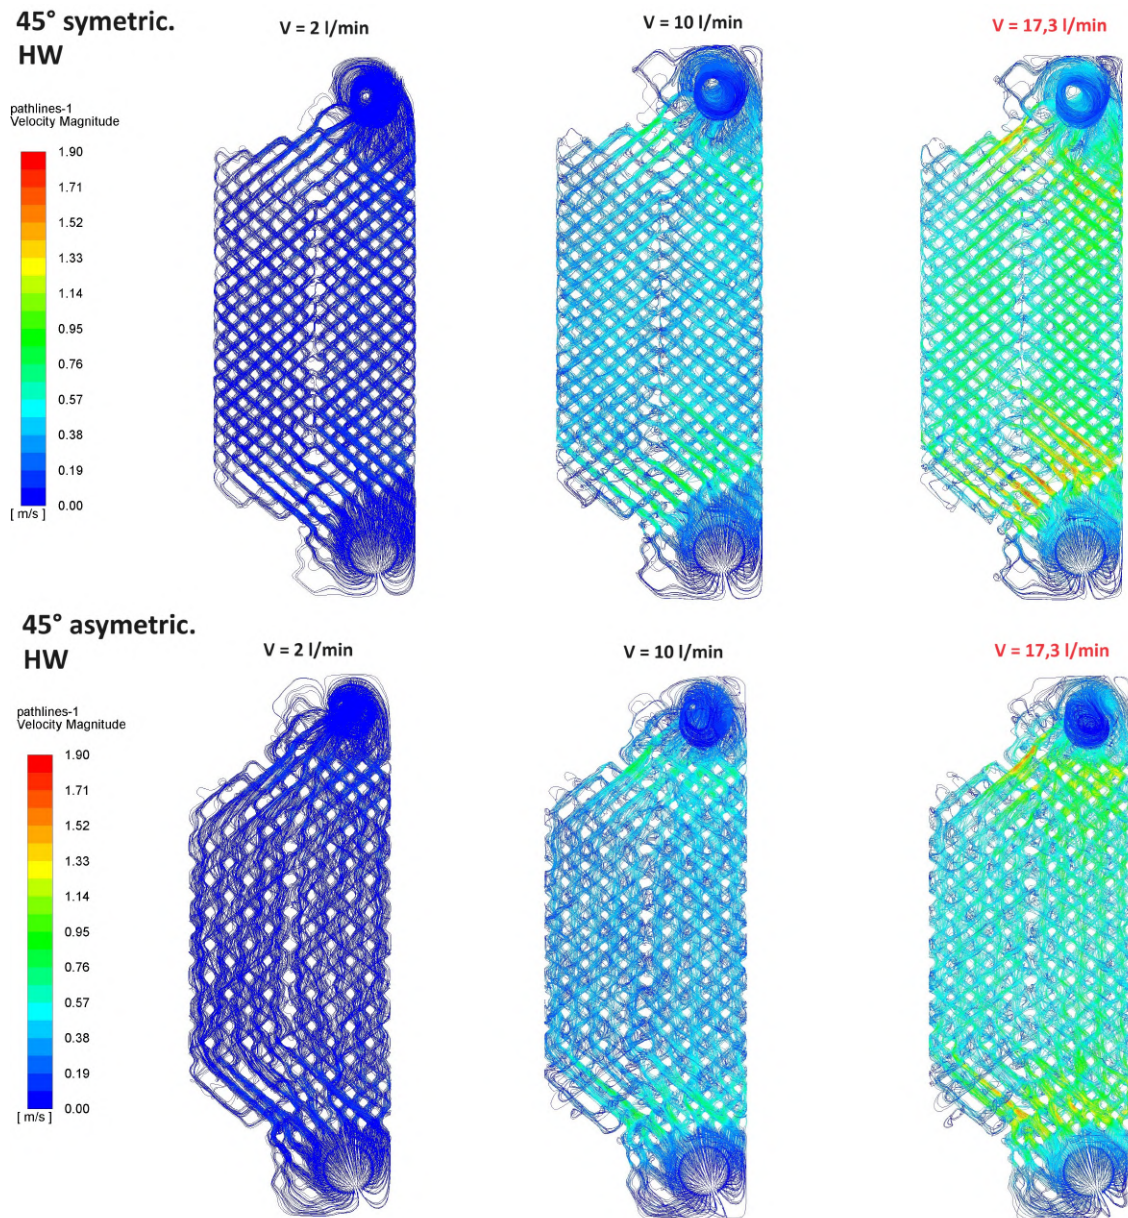 45° symetric.
HW
V = 2 l/min
V = 10 l/min
V = 17,3 l/min
pathlines-1
Velocity Magnitude
1.90
1.71
1.52
1.33
1.14
0.95
0.76
0.57
0.38
0.19
0.00
[ m/s ]
45° asymetric.
HW
V = 2 l/min
V = 10 l/min
V = 17,3 l/min
pathlines-1
Velocity Magnitude
1.90
1.71
1.52
1.33
1.14
0.95
0.76
0.57
0.38
0.19
0.00
[ m/s ]